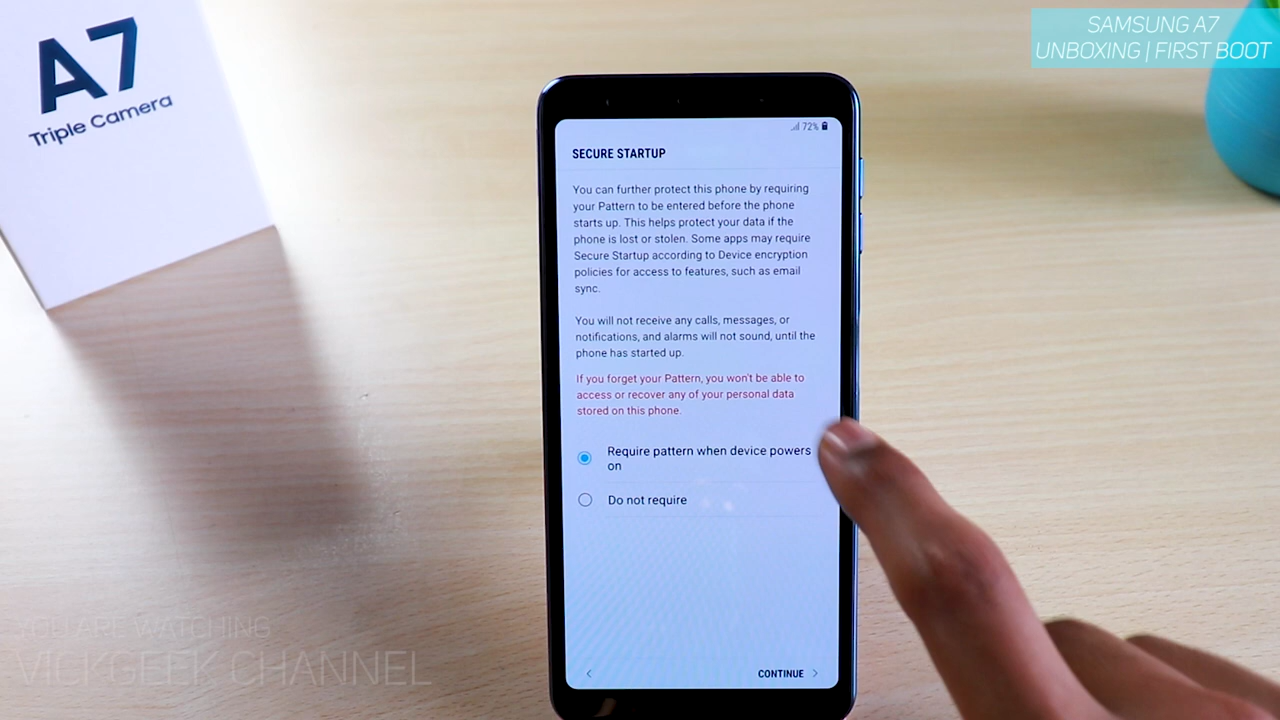 A7
Triple Camera
SAMSUNG A7
UNBOXING | FIRST BOOT
72%
SECURE STARTUP
You can further protect this phone by requiring
your Pattern to be entered before the phone
starts up. This helps protect your data if the
phone is lost or stolen. Some apps may require
Secure Startup according to Device encryption
policies for access to features, such as email
sync.
You will not receive any calls, messages, or
notifications, and alarms will not sound, until the
phone has started up.
If you forget your Pattern, you won't be able to
access or recover any of your personal data
stored on this phone.
Require pattern when device powers
on
Do not require
< CONTINUE >
YOU ARE WATCHING
VICKGEEK CHANNEL